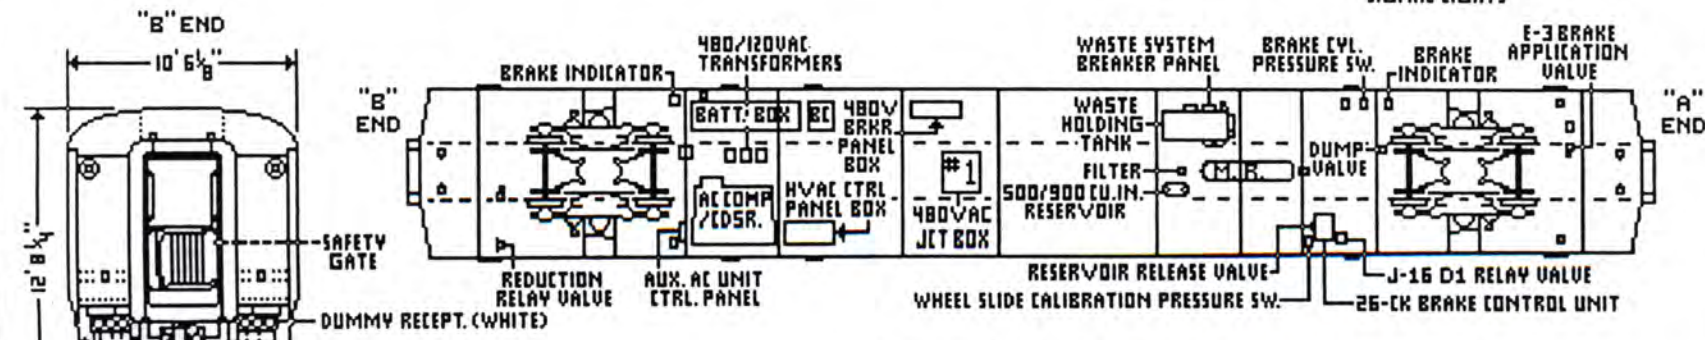 "B" END
10' 6⅛"
12' 8¼"
SAFETY
GATE
DUMMY RECEPT. (WHITE)
"B"
END
BRAKE INDICATOR
480/120VAC
TRANSFORMERS
BATT. BOX
BC
480V
BRKR
PANEL
BOX
HVAC CTRL
PANEL BOX
AC COMP
/CDSR.
REDUCTION
RELAY VALVE
AUX. AC UNIT
CTRL. PANEL
#1
480VAC
JCT BOX
WASTE SYSTEM
BREAKER PANEL
WASTE
HOLDING
TANK
FILTER
M.R.
500/900 CU.IN.
RESERVOIR
BRAKE CYL.
PRESSURE SW.
DUMP
VALVE
BRAKE
INDICATOR
E-3 BRAKE
APPLICATION
VALVE
"A"
END
RESERVOIR RELEASE VALVE
WHEEL SLIDE CALIBRATION PRESSURE SW.
J-16 D1 RELAY VALVE
26-CK BRAKE CONTROL UNIT